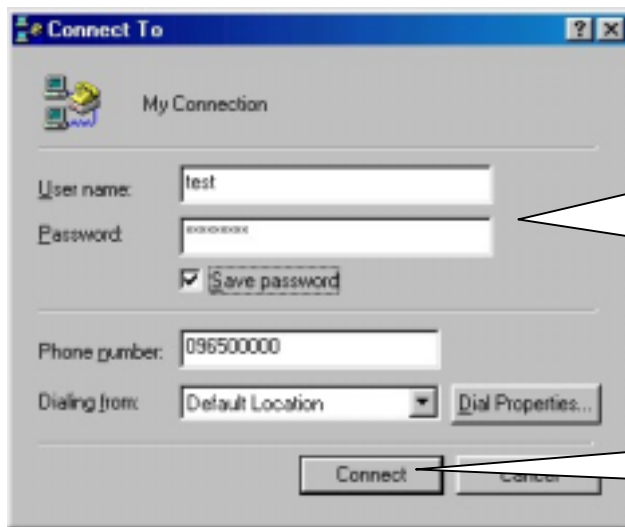 Connect To
My Connection
User name: test
Password: ********
Save password
Phone number: 096500000
Dialing from: Default Location Dial Properties...
Connect Cancel